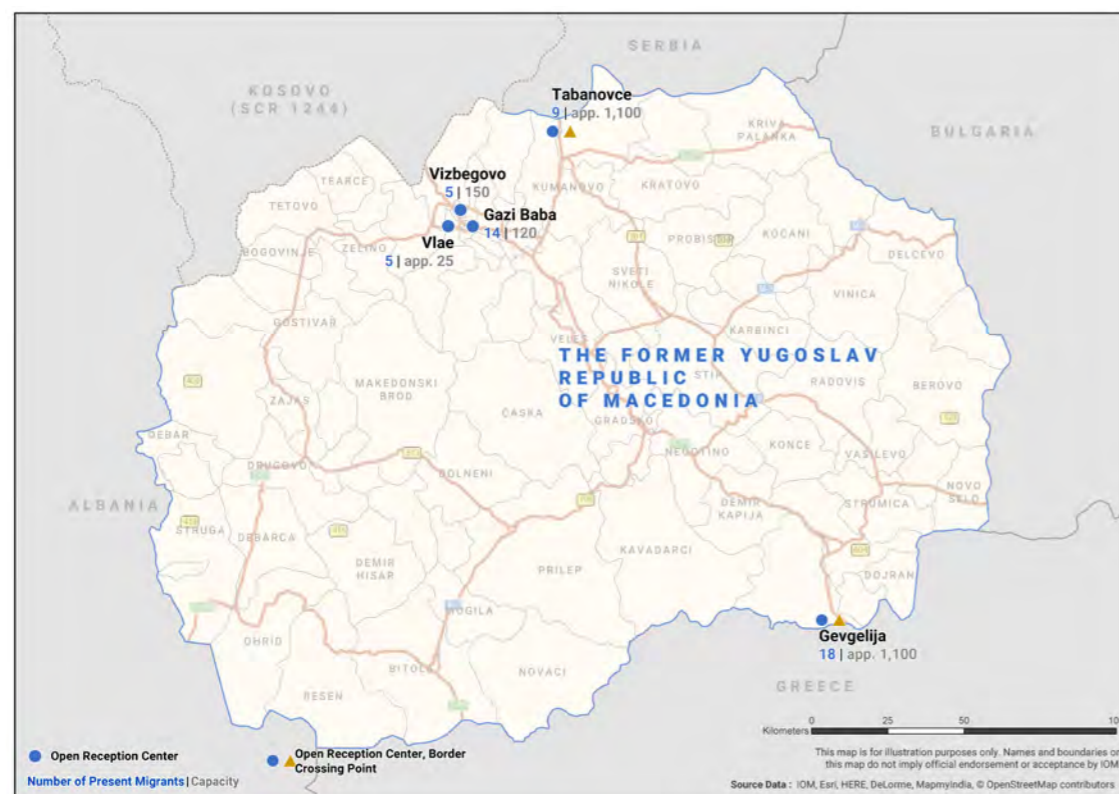 SERBIA
KOSOVO
(SCR 1244)
BULGARIA
Tabanovce
9 | app. 1,100
KRIVA
PALANKA
Vizbegovo
5 | 150
TEARCE
KUMANOVO
KRATOVO
TETOVO
Gazi Baba
14 | 120
Vlae
5 | app. 25
ZELINO
BOGOVINJE
KOCANI
DELCEVO
SVETI
NIKOLE
VINICA
GOSTIVAR
KARBINCI
VELES
THE FORMER YUGOSLAV
REPUBLIC
OF MACEDONIA
STIP
RADOVIS
BEROVO
MAKEDONSKI
BROD
ZAJAS
CASKA
GRADSKO
DEBAR
NEGOTINO
KONCE
VASILEVO
DRUGOVO
DOLNENI
NOVO
SELO
ALBANIA
STRUGA
DEBARCA
DEMIR
KAPIJA
STRUMICA
KAVADARCI
DEMIR
HISAR
PRILEP
DOJRAN
MOGILA
OHRID
Gevgelija
18 | app. 1,100
BITOLA
NOVACI
RESEN
GREECE
0 25 50
Kilometers
Open Reception Center
Open Reception Center, Border
Crossing Point
Number of Present Migrants | Capacity
This map is for illustration purposes only. Names and boundaries on
this map do not imply official endorsement or acceptance by IOM
Source Data : IOM, Esri, HERE, DeLorme, MapmyIndia, © OpenStreetMap contributors